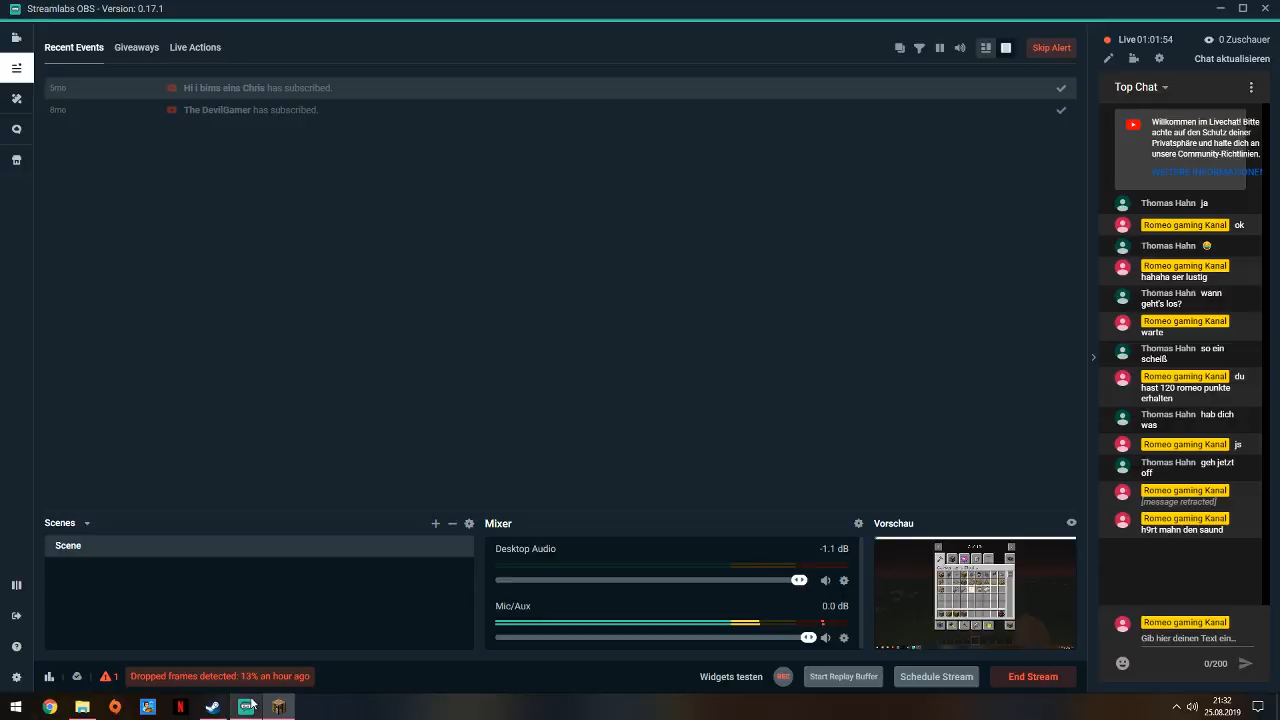 Streamlabs OBS - Version: 0.17.1
Recent Events Giveaways Live Actions
Skip Alert
5mo Hi i bims eins Chris has subscribed.
8mo The DevilGamer has subscribed.
Live 01:01:54 0 Zuschauer
Chat aktualisieren
Top Chat
Willkommen im Livechat! Bitte
achte auf den Schutz deiner
Privatsphäre und halte dich an
unsere Community-Richtlinien.
WEITERE INFORMATIONEN
Thomas Hahn ja
Romeo gaming Kanal ok
Thomas Hahn
Romeo gaming Kanal
hahaha ser lustig
Thomas Hahn wann
geht's los?
Romeo gaming Kanal
warte
Thomas Hahn so ein
scheiß
Romeo gaming Kanal du
hast 120 romeo punkte
erhalten
Thomas Hahn hab dich
was
Romeo gaming Kanal js
Thomas Hahn geh jetzt
off
Romeo gaming Kanal
[message retracted]
Romeo gaming Kanal
h9rt mahn den saund
Romeo gaming Kanal
Gib hier deinen Text ein...
0/200
Scenes
Scene
Mixer
Desktop Audio -1.1 dB
Mic/Aux 0.0 dB
Vorschau
1 Dropped frames detected: 13% an hour ago
Widgets testen REC Start Replay Buffer Schedule Stream End Stream
21:32
25.08.2019